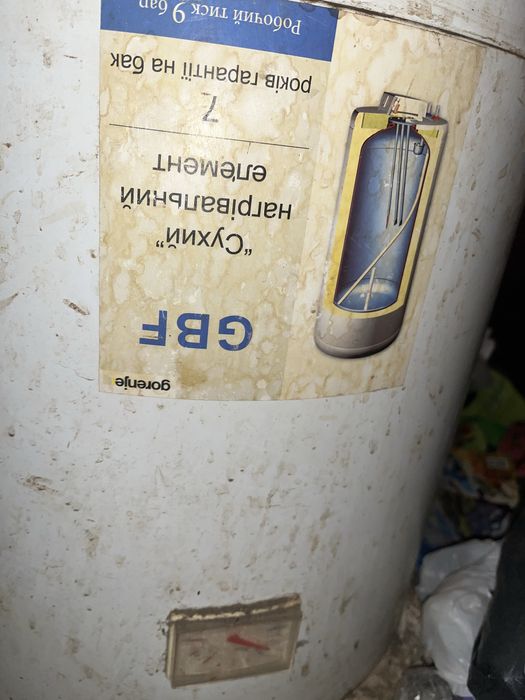 gorenje
GBF
"Сухий"
нагрівальний
елемент
7
років гарантії на бак
Робочий тиск 9 бар